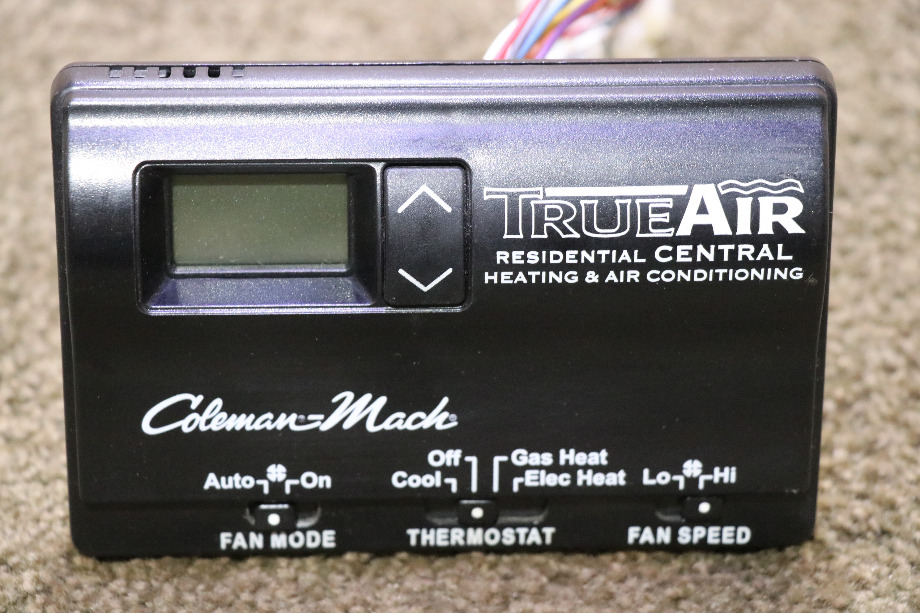 TRUEAIR
RESIDENTIAL CENTRAL
HEATING & AIR CONDITIONING
Coleman-Mach
Auto On
FAN MODE
Off Gas Heat
Cool Elec Heat
THERMOSTAT
Lo Hi
FAN SPEED